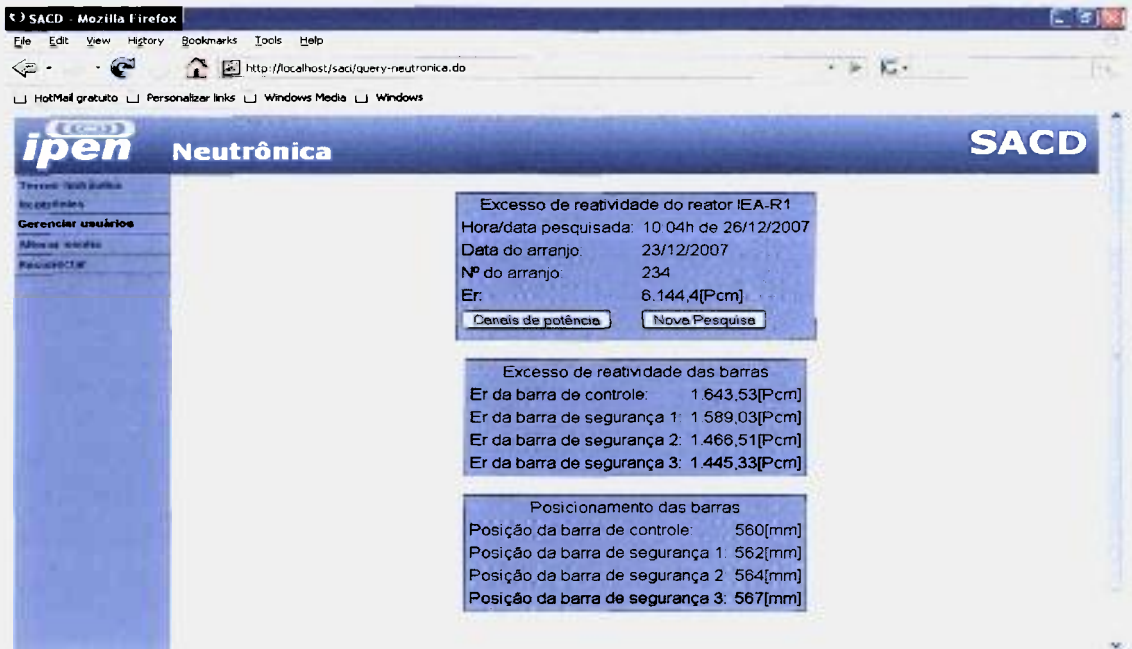 SACD - Mozilla Firefox
File Edit View History Bookmarks Tools Help
http://localhost/saci/query-neutronica.do
HotMail gratuito Personalizar links Windows Media Windows
ipen Neutrônica SACD
Gerenciar usuários
Excesso de reatividade do reator IEA-R1
Hora/data pesquisada: 10 04h de 26/12/2007
Data do arranjo: 23/12/2007
Nº do arranjo: 234
Er: 6.144,4[Pcm]
Canais de potência Nova Pesquisa
Excesso de reatividade das barras
Er da barra de controle: 1.643,53[Pcm]
Er da barra de segurança 1: 1.589,03[Pcm]
Er da barra de segurança 2: 1.466,51[Pcm]
Er da barra de segurança 3: 1.445,33[Pcm]
Posicionamento das barras
Posição da barra de controle: 560[mm]
Posição da barra de segurança 1: 562[mm]
Posição da barra de segurança 2 564[mm]
Posição da barra de segurança 3: 567[mm]